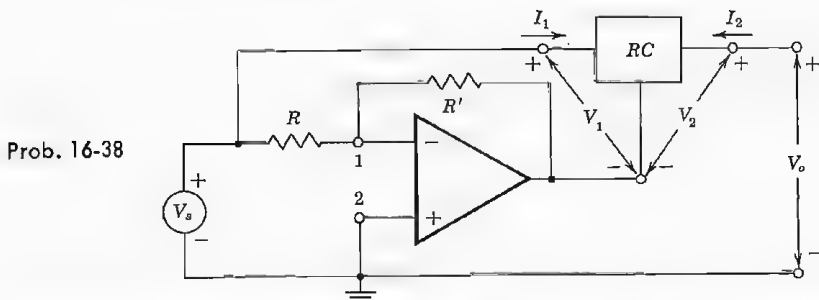 I₁
I₂
+
RC
+
+
R'
R
V₁
V₂
Prob. 16-38
1
−
−
−
Vₒ
2
+
+
Vₛ
−
−